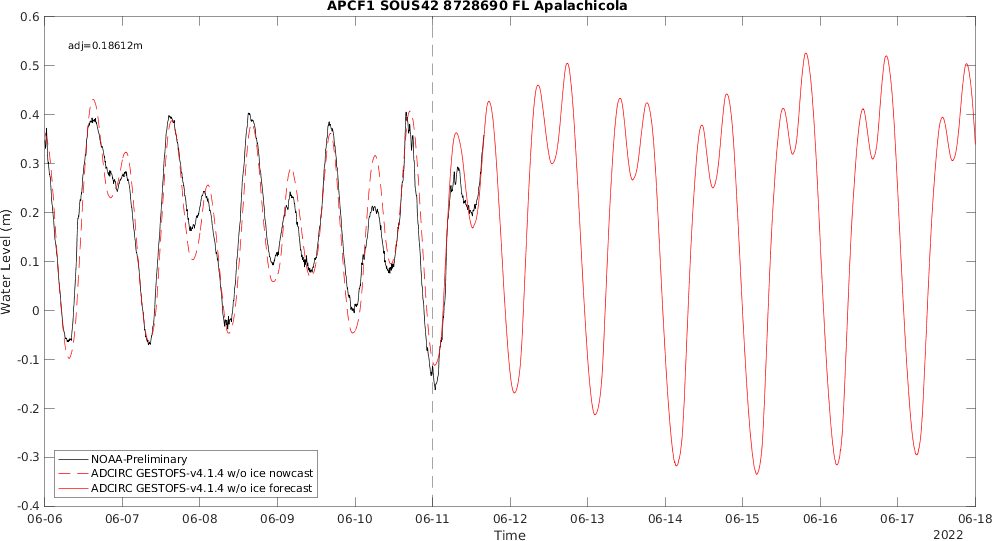 APCF1 SOUS42 8728690 FL Apalachicola
adj=0.18612m
0.6
0.5
0.4
0.3
0.2
0.1
0
-0.1
-0.2
-0.3
-0.4
Water Level (m)
NOAA-Preliminary
ADCIRC GESTOFS-v4.1.4 w/o ice nowcast
ADCIRC GESTOFS-v4.1.4 w/o ice forecast
06-06 06-07 06-08 06-09 06-10 06-11 06-12 06-13 06-14 06-15 06-16 06-17 06-18
Time
2022